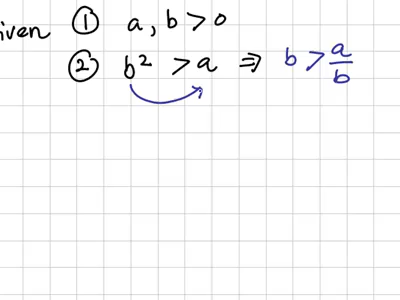 iven ① a, b > 0
② b² > a ⇒ b > a/b